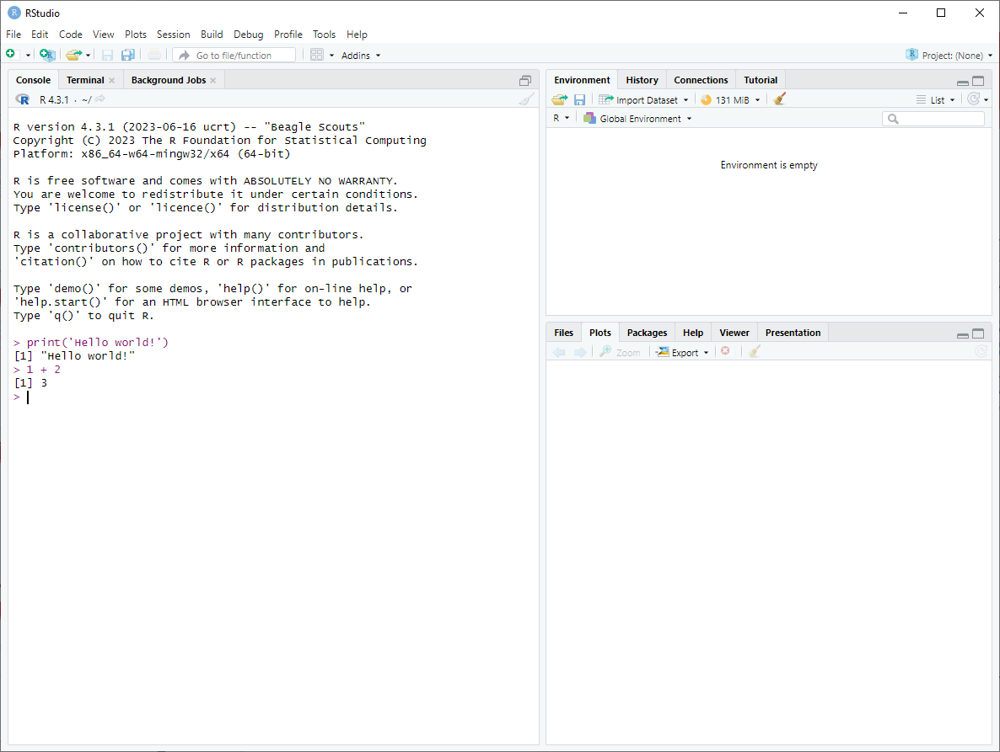 RStudio
File Edit Code View Plots Session Build Debug Profile Tools Help
Go to file/function Addins Project: (None)
Console Terminal Background Jobs
R 4.3.1 · ~/
R version 4.3.1 (2023-06-16 ucrt) -- "Beagle Scouts"
Copyright (C) 2023 The R Foundation for Statistical Computing
Platform: x86_64-w64-mingw32/x64 (64-bit)
R is free software and comes with ABSOLUTELY NO WARRANTY.
You are welcome to redistribute it under certain conditions.
Type 'license()' or 'licence()' for distribution details.
R is a collaborative project with many contributors.
Type 'contributors()' for more information and
'citation()' on how to cite R or R packages in publications.
Type 'demo()' for some demos, 'help()' for on-line help, or
'help.start()' for an HTML browser interface to help.
Type 'q()' to quit R.
> print('Hello world!')
[1] "Hello world!"
> 1 + 2
[1] 3
>
Environment History Connections Tutorial
Import Dataset 131 MiB List
R Global Environment
Environment is empty
Files Plots Packages Help Viewer Presentation
Zoom Export